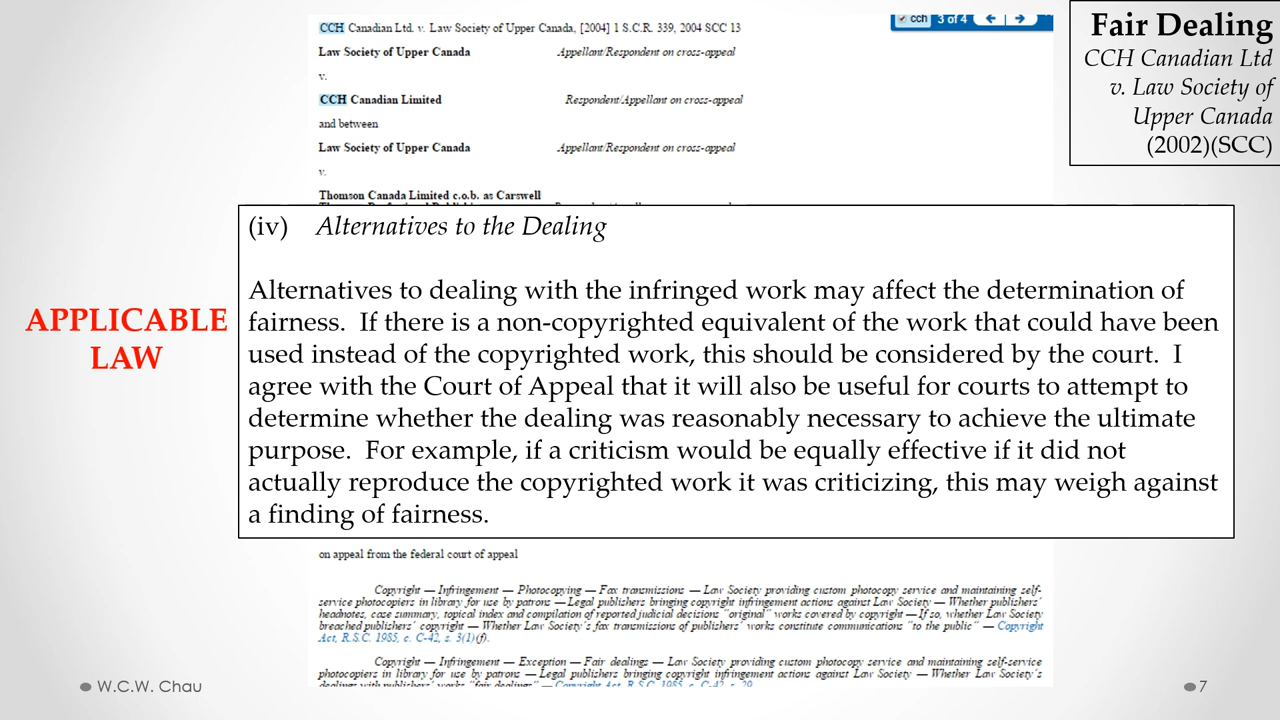 CCH Canadian Ltd. v. Law Society of Upper Canada, [2004] 1 S.C.R. 339, 2004 SCC 13
cch 3 of 4
Fair Dealing
CCH Canadian Ltd
v. Law Society of
Upper Canada
(2002)(SCC)
Law Society of Upper Canada Appellant/Respondent on cross-appeal
v.
CCH Canadian Limited Respondent/Appellant on cross-appeal
and between
Law Society of Upper Canada Appellant/Respondent on cross-appeal
v.
Thomson Canada Limited c.o.b. as Carswell
APPLICABLE
LAW
(iv) Alternatives to the Dealing
Alternatives to dealing with the infringed work may affect the determination of
fairness. If there is a non-copyrighted equivalent of the work that could have been
used instead of the copyrighted work, this should be considered by the court. I
agree with the Court of Appeal that it will also be useful for courts to attempt to
determine whether the dealing was reasonably necessary to achieve the ultimate
purpose. For example, if a criticism would be equally effective if it did not
actually reproduce the copyrighted work it was criticizing, this may weigh against
a finding of fairness.
on appeal from the federal court of appeal
Copyright — Infringement — Photocopying — Fax transmissions — Law Society providing custom photocopy service and maintaining self-
service photocopiers in library for use by patrons — Legal publishers bringing copyright infringement actions against Law Society — Whether publishers'
headnotes, case summary, topical index and compilation of reported judicial decisions "original" works covered by copyright — If so, whether Law Society
breached publishers' copyright — Whether Law Society's fax transmissions of publishers' works constitute communications "to the public" — Copyright
Act, R.S.C. 1985, c. C-42, s. 3(1)(f).
Copyright — Infringement — Exception — Fair dealings — Law Society providing custom photocopy service and maintaining self-service
photocopiers in library for use by patrons — Legal publishers bringing copyright infringement actions against Law Society — Whether Law Society's
dealings with publishers' works "fair dealings" — Copyright Act, R.S.C. 1985, c. C-42, s. 29
W.C.W. Chau
7